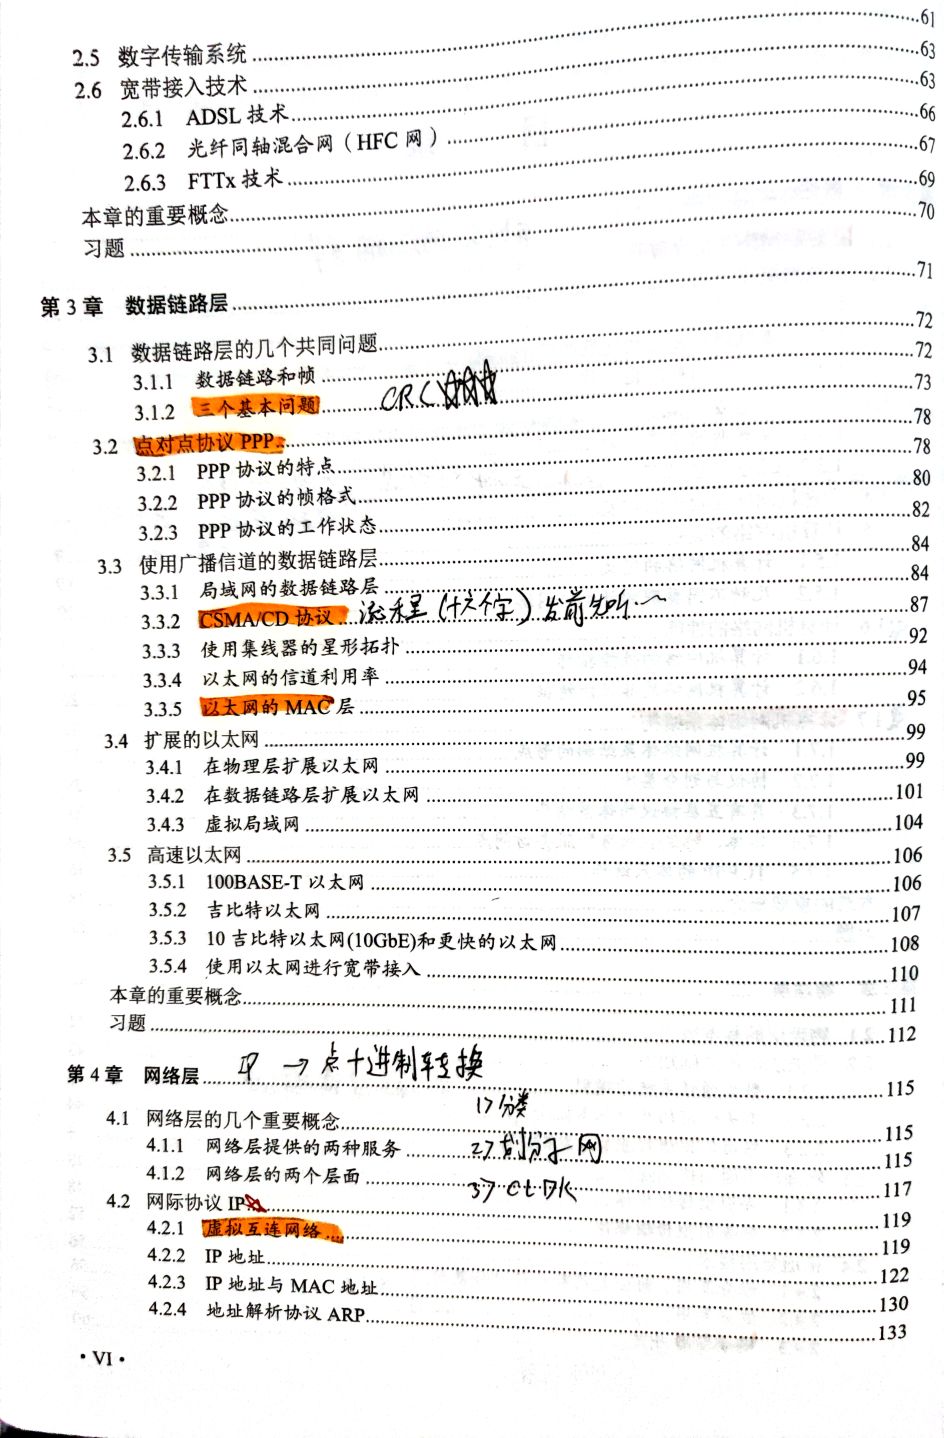 61
2.5 数字传输系统 63
2.6 宽带接入技术 63
2.6.1 ADSL 技术 66
2.6.2 光纤同轴混合网（HFC 网） 67
2.6.3 FTTx 技术 69
本章的重要概念 70
习题
第 3 章 数据链路层 71
3.1 数据链路层的几个共同问题 72
3.1.1 数据链路和帧 72
3.1.2 三个基本问题 CRC 73
3.2 点对点协议 PPP 78
3.2.1 PPP 协议的特点 78
3.2.2 PPP 协议的帧格式 80
3.2.3 PPP 协议的工作状态 82
3.3 使用广播信道的数据链路层 84
3.3.1 局域网的数据链路层 84
3.3.2 CSMA/CD 协议 流程（十六个字）发前先听 87
3.3.3 使用集线器的星形拓扑 92
3.3.4 以太网的信道利用率 94
3.3.5 以太网的 MAC 层 95
3.4 扩展的以太网 99
3.4.1 在物理层扩展以太网 99
3.4.2 在数据链路层扩展以太网 101
3.4.3 虚拟局域网 104
3.5 高速以太网 106
3.5.1 100BASE-T 以太网 106
3.5.2 吉比特以太网 107
3.5.3 10 吉比特以太网(10GbE)和更快的以太网 108
3.5.4 使用以太网进行宽带接入 110
本章的重要概念 111
习题 112
IP → 点十进制转换
第 4 章 网络层 115
1> 分类
4.1 网络层的几个重要概念 115
4.1.1 网络层提供的两种服务 2> 划分子网 115
4.1.2 网络层的两个层面 3> 117
4.2 网际协议 IP 119
4.2.1 虚拟互连网络 119
4.2.2 IP 地址 122
4.2.3 IP 地址与 MAC 地址 130
4.2.4 地址解析协议 ARP 133
• VI •